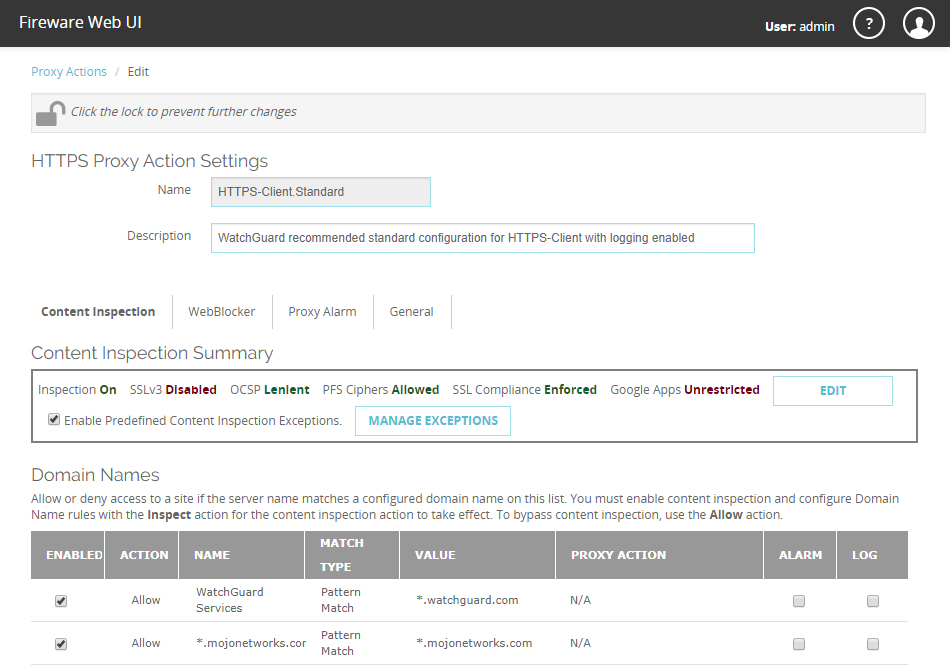 Fireware Web UI
User: admin
?
Proxy Actions / Edit
Click the lock to prevent further changes
HTTPS Proxy Action Settings
Name HTTPS-Client.Standard
Description WatchGuard recommended standard configuration for HTTPS-Client with logging enabled
Content Inspection WebBlocker Proxy Alarm General
Content Inspection Summary
Inspection On SSLv3 Disabled OCSP Lenient PFS Ciphers Allowed SSL Compliance Enforced Google Apps Unrestricted EDIT
Enable Predefined Content Inspection Exceptions. MANAGE EXCEPTIONS
Domain Names
Allow or deny access to a site if the server name matches a configured domain name on this list. You must enable content inspection and configure Domain
Name rules with the Inspect action for the content inspection action to take effect. To bypass content inspection, use the Allow action.
ENABLED ACTION NAME MATCH TYPE VALUE PROXY ACTION ALARM LOG
Allow WatchGuard Services Pattern Match *.watchguard.com N/A
Allow *.mojonetworks.cor Pattern Match *.mojonetworks.com N/A